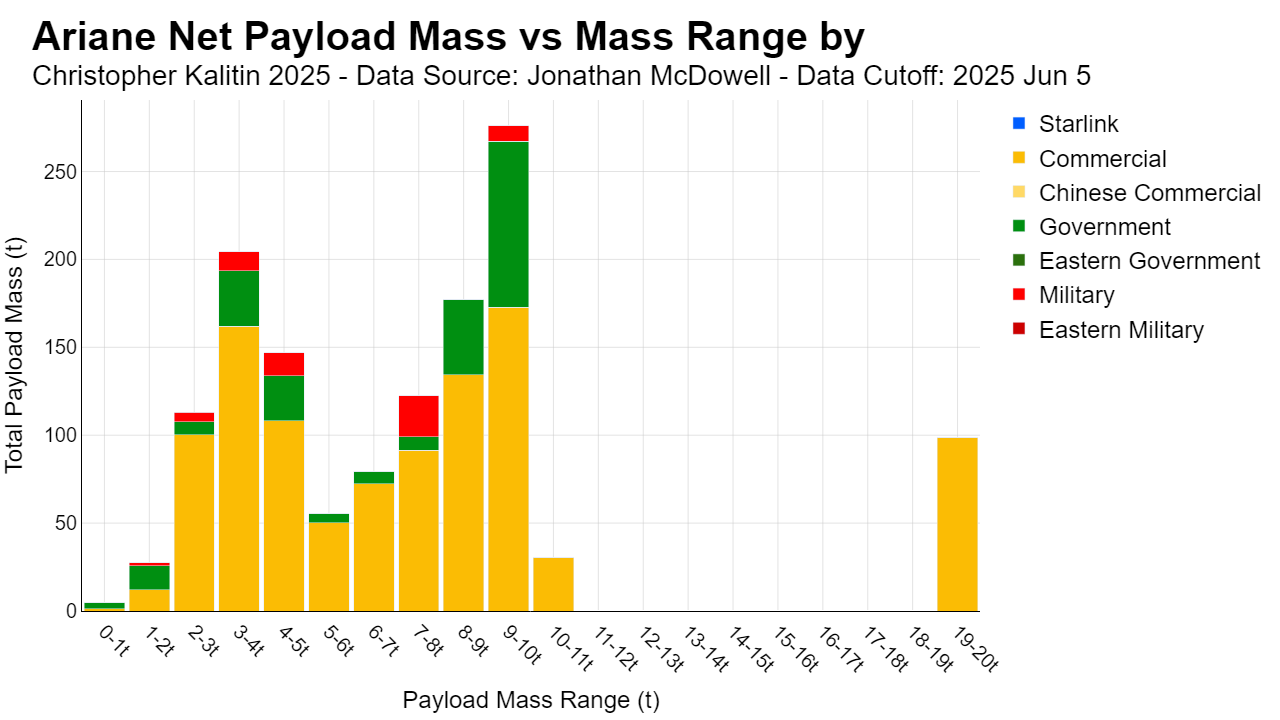 Ariane Net Payload Mass vs Mass Range by
Christopher Kalitin 2025 - Data Source: Jonathan McDowell - Data Cutoff: 2025 Jun 5
Starlink
Commercial
Chinese Commercial
Government
Eastern Government
Military
Eastern Military
Total Payload Mass (t)
250
200
150
100
50
0
0-1t
1-2t
2-3t
3-4t
4-5t
5-6t
6-7t
7-8t
8-9t
9-10t
10-11t
11-12t
12-13t
13-14t
14-15t
15-16t
16-17t
17-18t
18-19t
19-20t
Payload Mass Range (t)